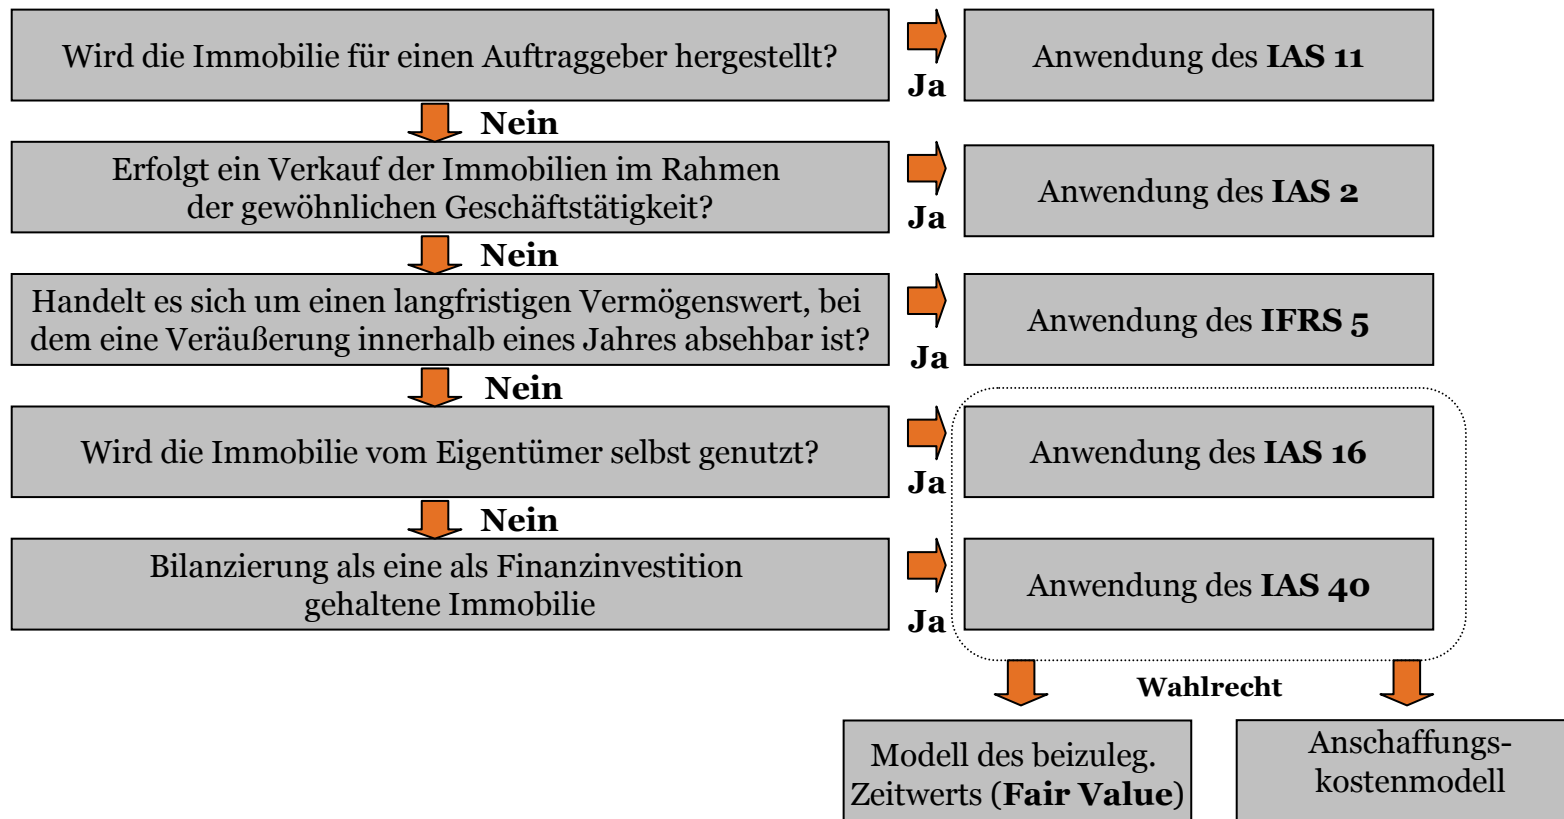 Wird die Immobilie für einen Auftraggeber hergestellt?
Ja
Anwendung des IAS 11
Nein
Erfolgt ein Verkauf der Immobilien im Rahmen
der gewöhnlichen Geschäftstätigkeit?
Ja
Anwendung des IAS 2
Nein
Handelt es sich um einen langfristigen Vermögenswert, bei
dem eine Veräußerung innerhalb eines Jahres absehbar ist?
Ja
Anwendung des IFRS 5
Nein
Wird die Immobilie vom Eigentümer selbst genutzt?
Ja
Anwendung des IAS 16
Nein
Bilanzierung als eine als Finanzinvestition
gehaltene Immobilie
Ja
Anwendung des IAS 40
Wahlrecht
Modell des beizuleg.
Zeitwerts (Fair Value)
Anschaffungs-
kostenmodell